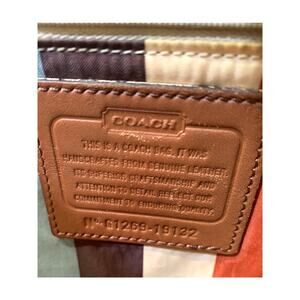 COACH
THIS IS A COACH BAG. IT WAS
HANDCRAFTED FROM GENUINE LEATHER.
ITS SUPERIOR CRAFTSMANSHIP AND
ATTENTION TO DETAIL REFLECT OUR
COMMITMENT TO ENDURING QUALITY.
No G1269-19132